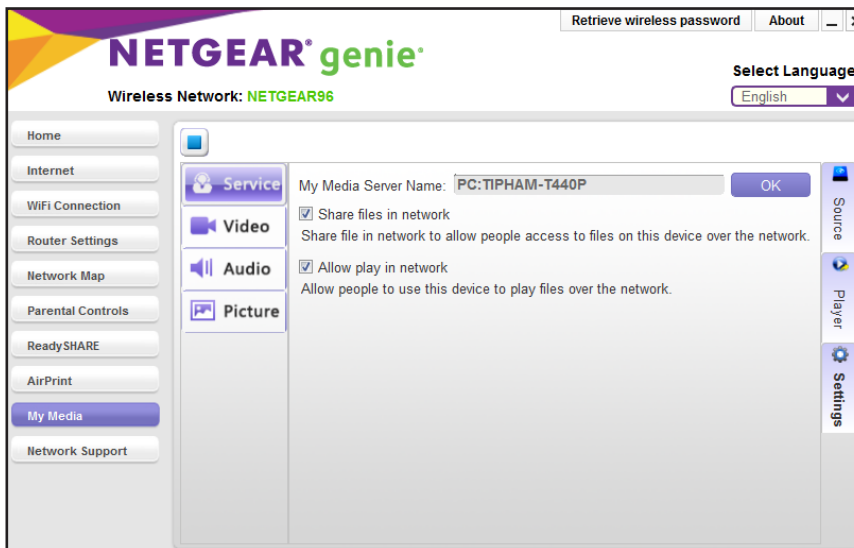 Retrieve wireless password About
NETGEAR® genie®
Select Language
Wireless Network: NETGEAR96
English
Home
Internet
WiFi Connection
Router Settings
Network Map
Parental Controls
ReadySHARE
AirPrint
My Media
Network Support
Service
Video
Audio
Picture
My Media Server Name: PC:TIPHAM-T440P OK
Share files in network
Share file in network to allow people access to files on this device over the network.
Allow play in network
Allow people to use this device to play files over the network.
Source
Player
Settings